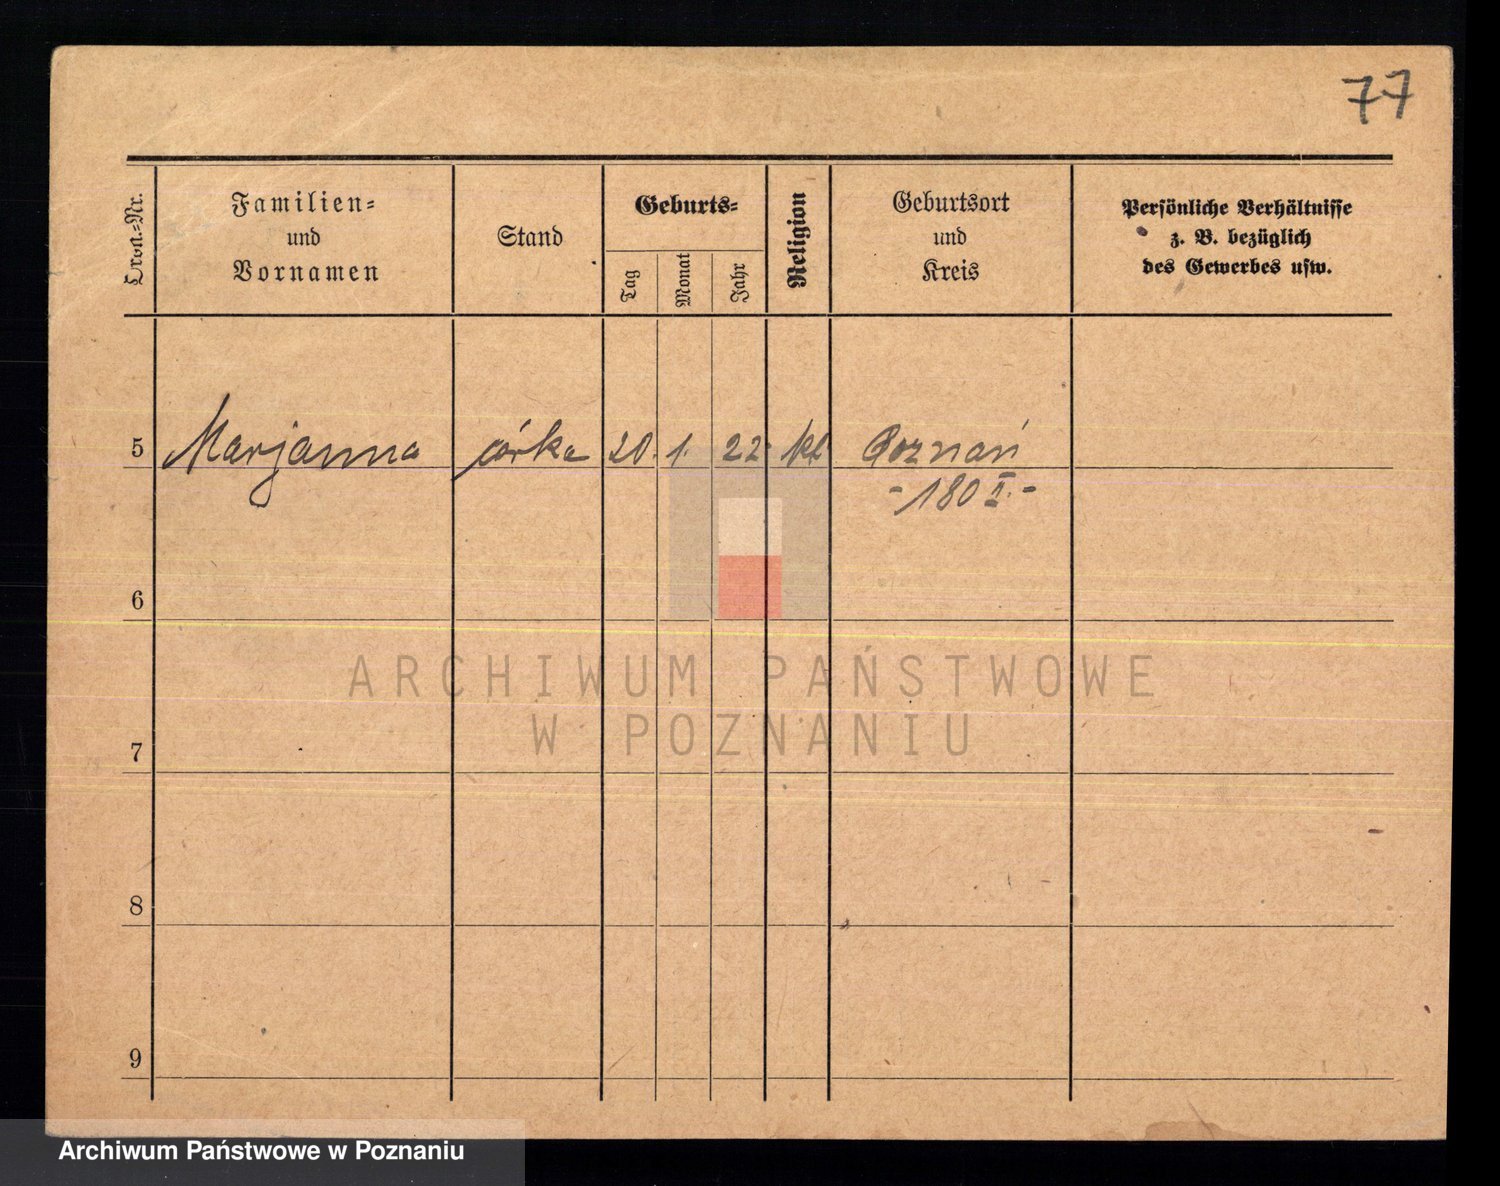 77
Ordn.-Nr.
Familien-
und
Vornamen
Stand
Geburts-
Tag
Monat
Jahr
Religion
Geburtsort
und
Kreis
Persönliche Verhältnisse
z. B. bezüglich
des Gewerbes usw.
5 Marjanna córka 20. 1. 22 kt. Poznań
- 180 II. -
6
ARCHIWUM PAŃSTWOWE
W POZNANIU
7
8
9
Archiwum Państwowe w Poznaniu